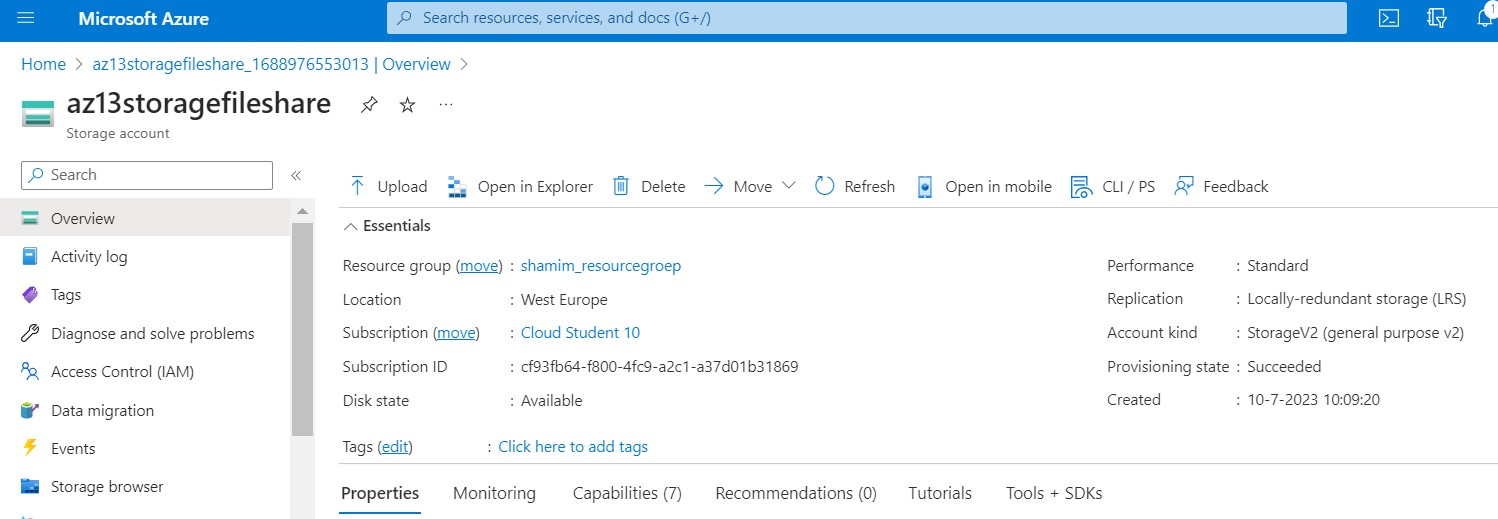 Microsoft Azure
Search resources, services, and docs (G+/)
1
Home > az13storagefileshare_1688976553013 | Overview >
az13storagefileshare
Storage account
Search
Upload Open in Explorer Delete Move Refresh Open in mobile CLI / PS Feedback
Overview
Activity log
Tags
Diagnose and solve problems
Access Control (IAM)
Data migration
Events
Storage browser
Essentials
Resource group (move) : shamim_resourcegroep
Location : West Europe
Subscription (move) : Cloud Student 10
Subscription ID : cf93fb64-f800-4fc9-a2c1-a37d01b31869
Disk state : Available
Performance : Standard
Replication : Locally-redundant storage (LRS)
Account kind : StorageV2 (general purpose v2)
Provisioning state : Succeeded
Created : 10-7-2023 10:09:20
Tags (edit) : Click here to add tags
Properties Monitoring Capabilities (7) Recommendations (0) Tutorials Tools + SDKs